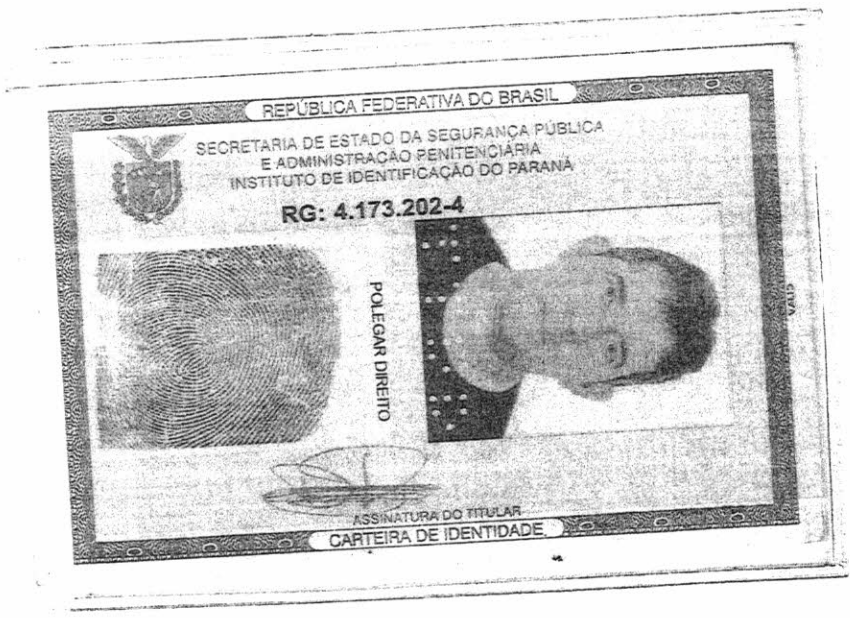 REPÚBLICA FEDERATIVA DO BRASIL
SECRETARIA DE ESTADO DA SEGURANÇA PÚBLICA
E ADMINISTRAÇÃO PENITENCIÁRIA
INSTITUTO DE IDENTIFICAÇÃO DO PARANÁ
RG: 4.173.202-4
POLEGAR DIREITO
ASSINATURA DO TITULAR
CARTEIRA DE IDENTIDADE